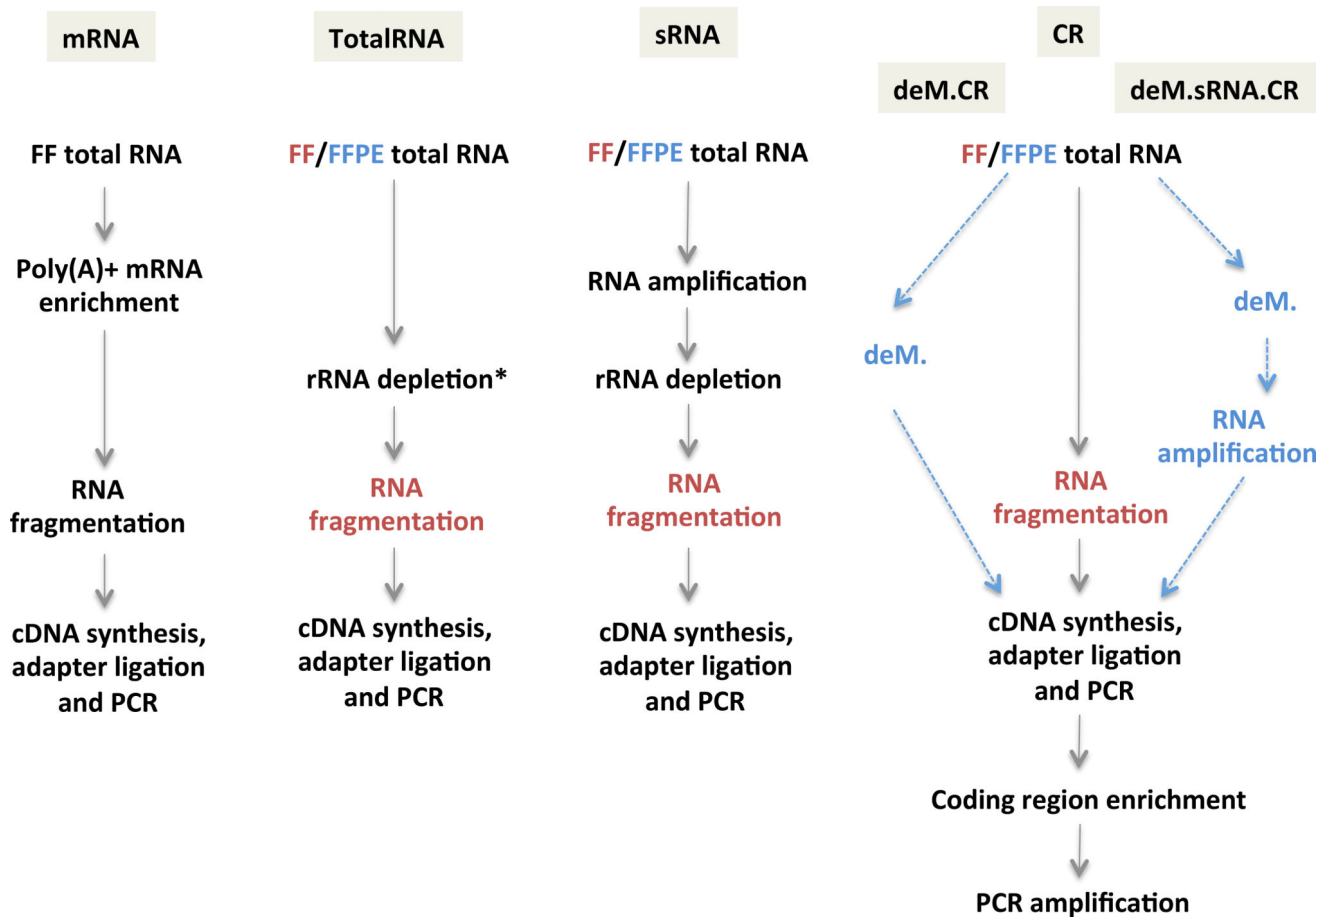 mRNA
FF total RNA
Poly(A)+ mRNA
enrichment
RNA
fragmentation
cDNA synthesis,
adapter ligation
and PCR
TotalRNA
FF/FFPE total RNA
rRNA depletion*
RNA
fragmentation
cDNA synthesis,
adapter ligation
and PCR
sRNA
FF/FFPE total RNA
RNA amplification
rRNA depletion
RNA
fragmentation
cDNA synthesis,
adapter ligation
and PCR
CR
deM.CR
deM.sRNA.CR
FF/FFPE total RNA
deM.
deM.
RNA
amplification
RNA
fragmentation
cDNA synthesis,
adapter ligation
and PCR
Coding region enrichment
PCR amplification